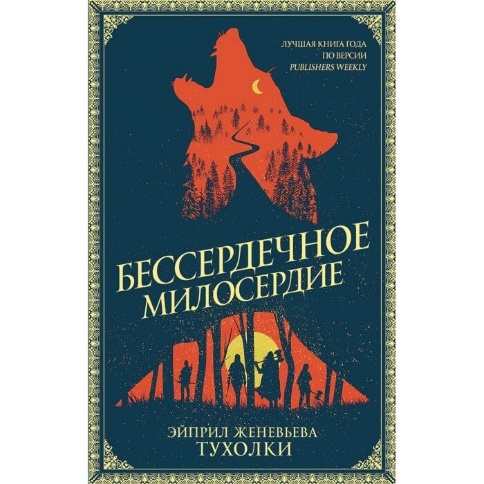 ЛУЧШАЯ КНИГА ГОДА
ПО ВЕРСИИ
PUBLISHERS WEEKLY
БЕССЕРДЕЧНОЕ
МИЛОСЕРДИЕ
ЭЙПРИЛ ЖЕНЕВЬЕВА
ТУХОЛКИ